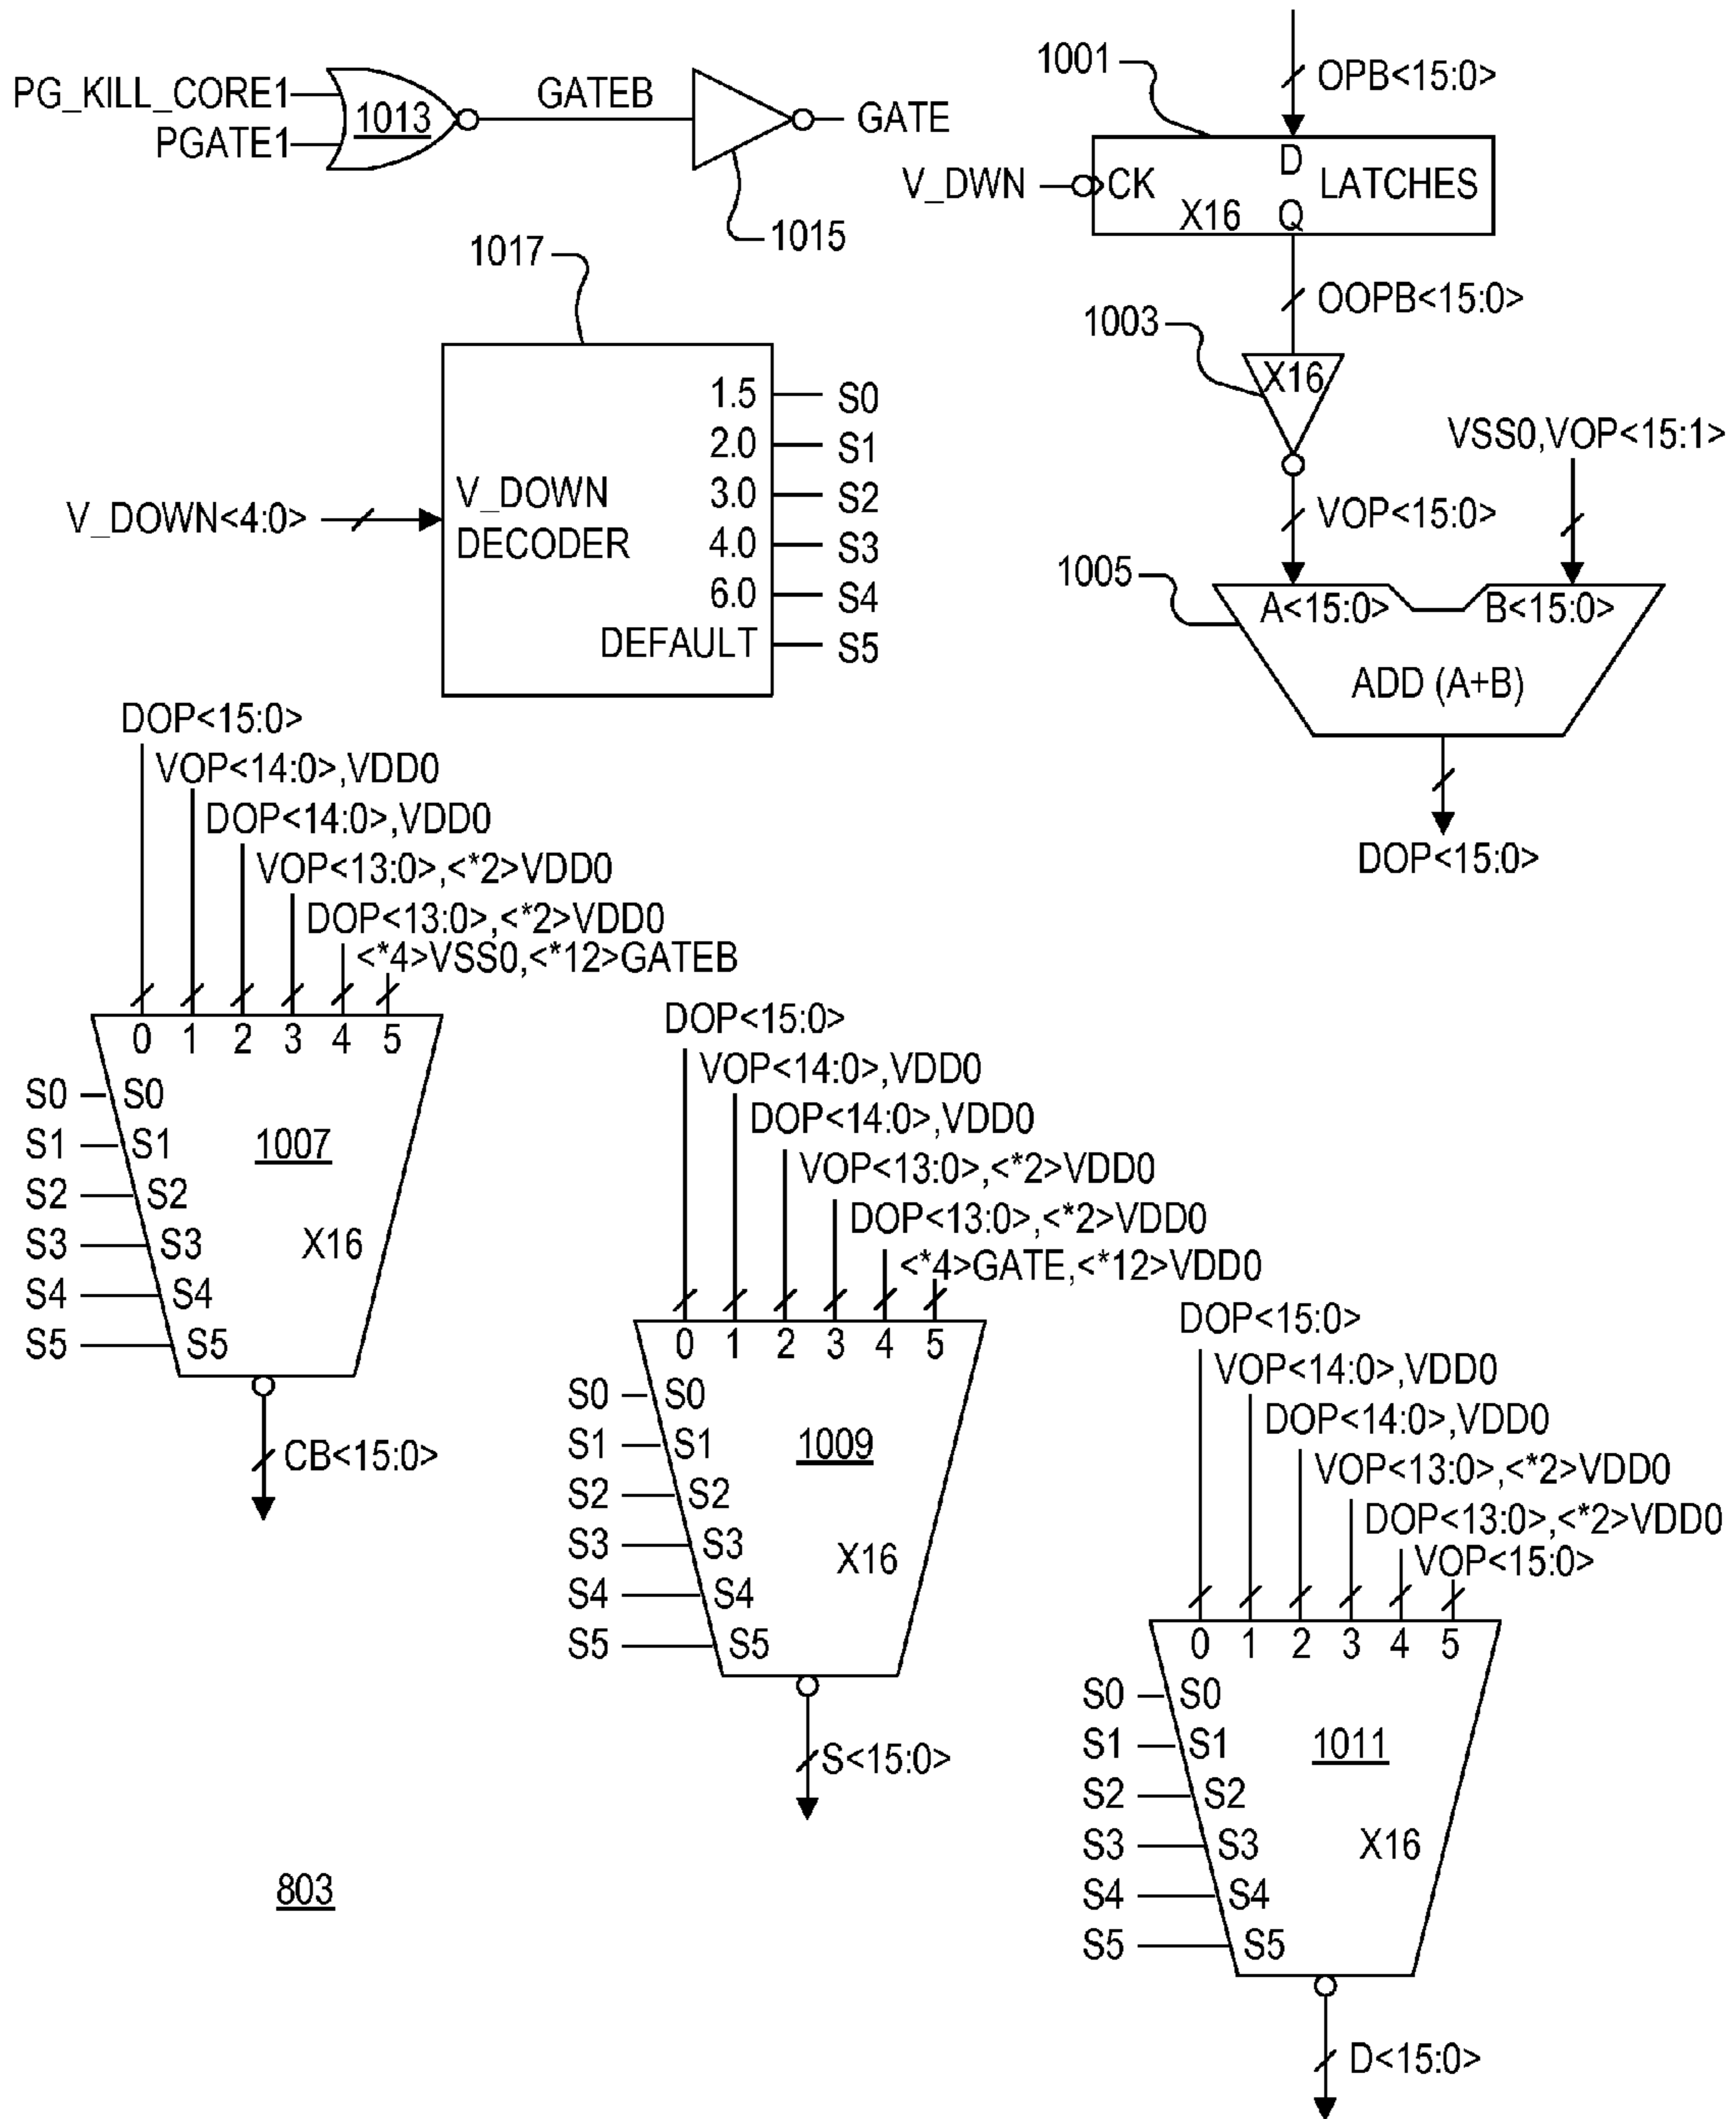 PG_KILL_CORE1
PGATE1
1013
GATEB
GATE
1015
1001
OPB<15:0>
V_DWN
CK
D
LATCHES
X16
Q
OOPB<15:0>
1003
X16
VSS0,VOP<15:1>
VOP<15:0>
1005
A<15:0>
B<15:0>
ADD (A+B)
DOP<15:0>
1017
V_DOWN<4:0>
V_DOWN
DECODER
1.5
S0
2.0
S1
3.0
S2
4.0
S3
6.0
S4
DEFAULT
S5
DOP<15:0>
VOP<14:0>,VDD0
DOP<14:0>,VDD0
VOP<13:0>,<*2>VDD0
DOP<13:0>,<*2>VDD0
<*4>VSS0,<*12>GATEB
0 1 2 3 4 5
S0 S0
S1 S1
1007
S2 S2
S3 S3
X16
S4 S4
S5 S5
CB<15:0>
DOP<15:0>
VOP<14:0>,VDD0
DOP<14:0>,VDD0
VOP<13:0>,<*2>VDD0
DOP<13:0>,<*2>VDD0
<*4>GATE,<*12>VDD0
0 1 2 3 4 5
S0 S0
S1 S1
1009
S2 S2
S3 S3
X16
S4 S4
S5 S5
S<15:0>
DOP<15:0>
VOP<14:0>,VDD0
DOP<14:0>,VDD0
VOP<13:0>,<*2>VDD0
DOP<13:0>,<*2>VDD0
VOP<15:0>
0 1 2 3 4 5
S0 S0
S1 S1
1011
S2 S2
S3 S3
X16
S4 S4
S5 S5
D<15:0>
803